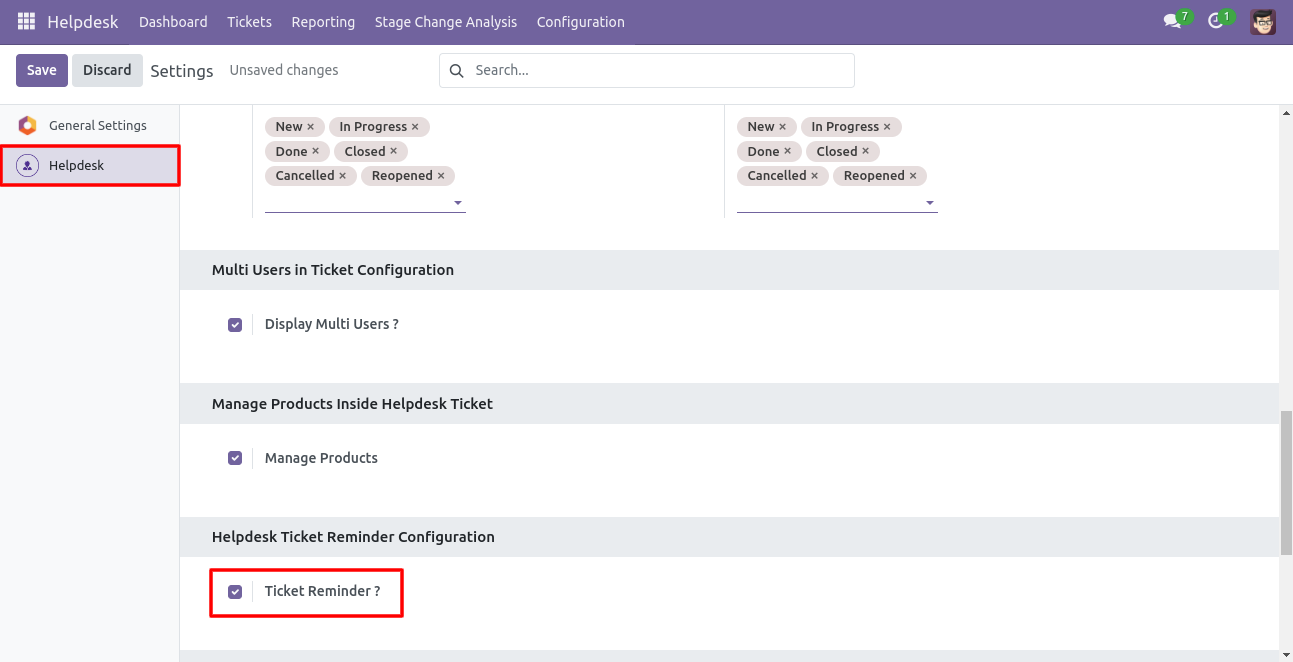 Helpdesk Dashboard Tickets Reporting Stage Change Analysis Configuration 7 1
Save Discard Settings Unsaved changes Search...
General Settings
Helpdesk
New × In Progress × New × In Progress ×
Done × Closed × Done × Closed ×
Cancelled × Reopened × Cancelled × Reopened ×
Multi Users in Ticket Configuration
Display Multi Users ?
Manage Products Inside Helpdesk Ticket
Manage Products
Helpdesk Ticket Reminder Configuration
Ticket Reminder ?